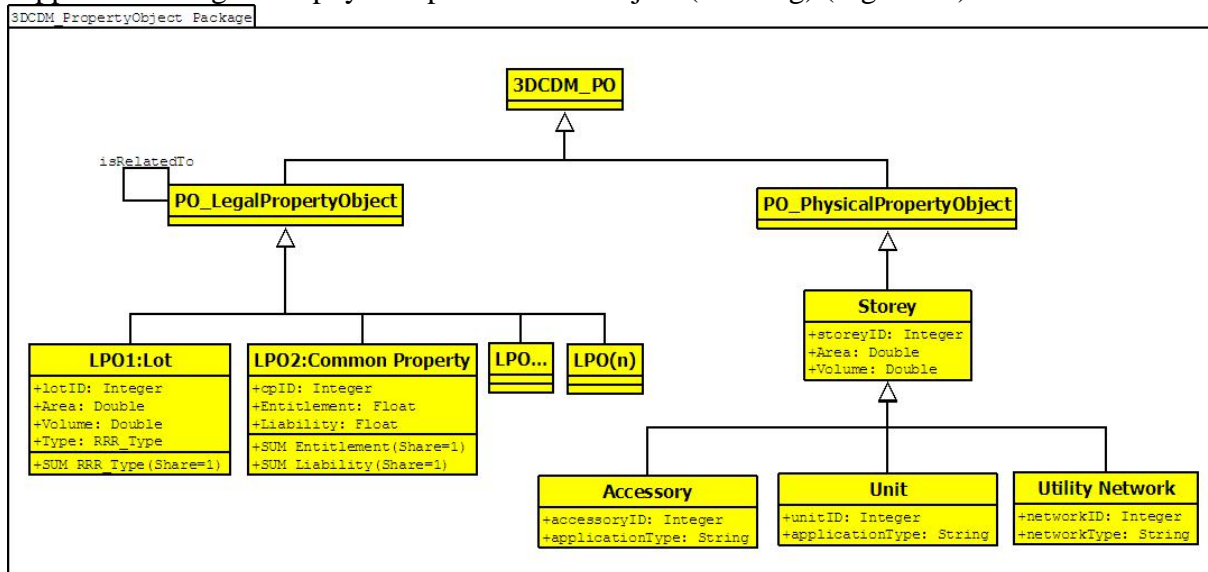 3DCDM_PropertyObject Package
3DCDM_PO
isRelatedTo
PO_LegalPropertyObject
PO_PhysicalPropertyObject
Storey
+storeyID: Integer
+Area: Double
+Volume: Double
LPO1:Lot
+lotID: Integer
+Area: Double
+Volume: Double
+Type: RRR_Type
+SUM RRR_Type(Share=1)
LPO2:Common Property
+cpID: Integer
+Entitlement: Float
+Liability: Float
+SUM Entitlement(Share=1)
+SUM Liability(Share=1)
LPO...
LPO(n)
Accessory
+accessoryID: Integer
+applicationType: String
Unit
+unitID: Integer
+applicationType: String
Utility Network
+networkID: Integer
+networkType: String